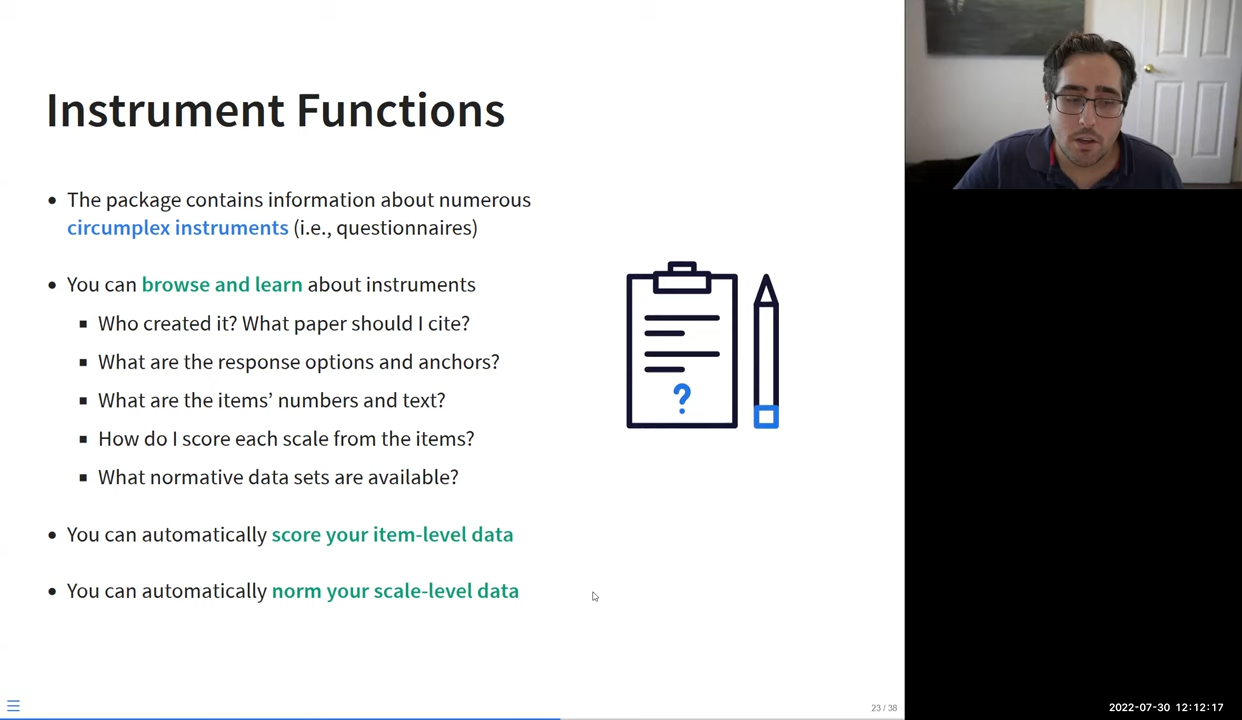 Instrument Functions
• The package contains information about numerous
circumplex instruments (i.e., questionnaires)
• You can browse and learn about instruments
▪ Who created it? What paper should I cite?
▪ What are the response options and anchors?
▪ What are the items’ numbers and text?
▪ How do I score each scale from the items?
▪ What normative data sets are available?
?
• You can automatically score your item-level data
• You can automatically norm your scale-level data
23 / 38
2022-07-30 12:12:17